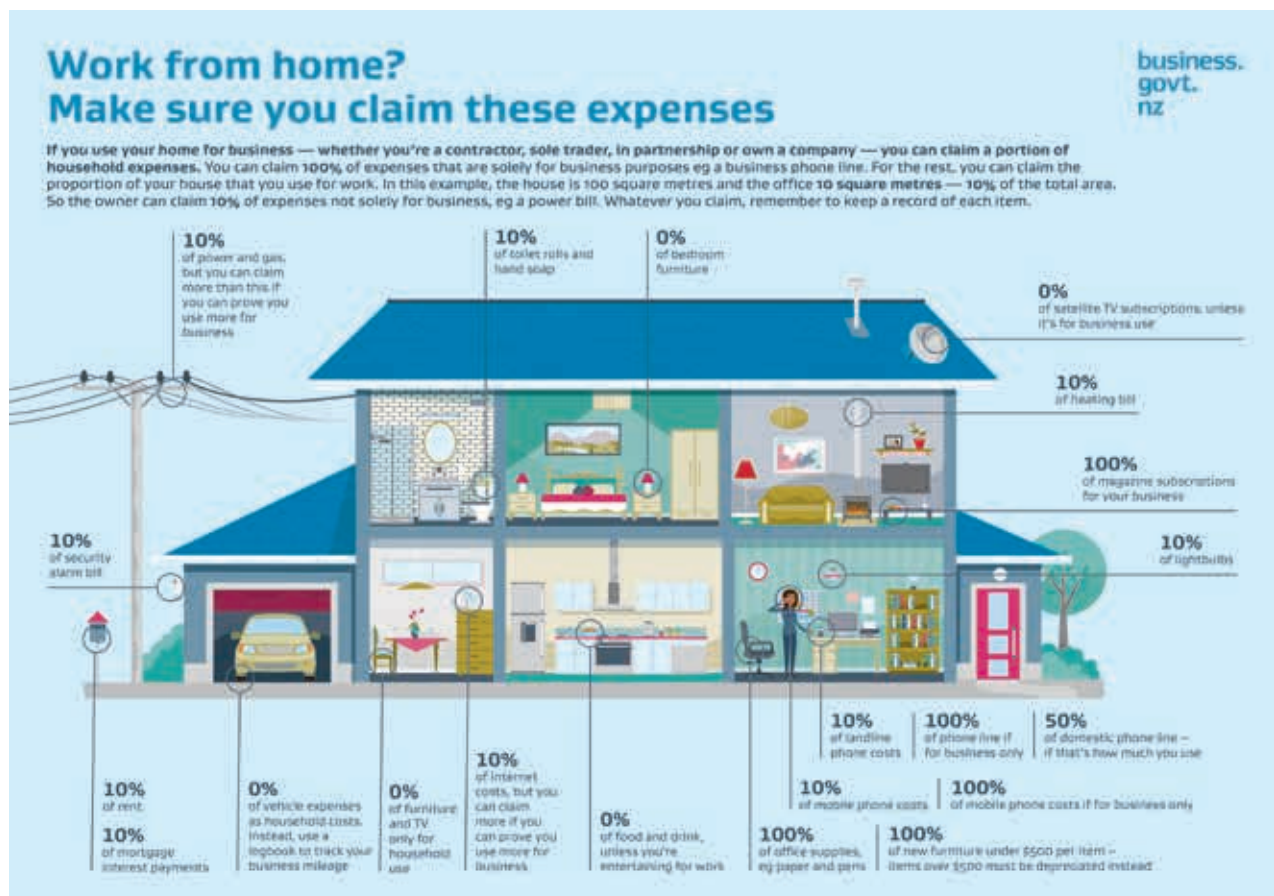 Work from home?
Make sure you claim these expenses
business.
govt.
nz
If you use your home for business — whether you're a contractor, sole trader, in partnership or own a company — you can claim a portion of
household expenses. You can claim 100% of expenses that are solely for business purposes eg a business phone line. For the rest, you can claim the
proportion of your house that you use for work. In this example, the house is 100 square metres and the office 10 square metres — 10% of the total area.
So the owner can claim 10% of expenses not solely for business, eg a power bill. Whatever you claim, remember to keep a record of each item.
10%
of power and gas,
but you can claim
more than this if
you can prove you
use more for
business
10%
of toilet rolls and
hand soap
0%
of bedroom
furniture
0%
of satellite TV subscriptions, unless
it's for business use
10%
of heating bill
100%
of magazine subscriptions
for your business
10%
of lightbulbs
10%
of security
alarm bill
10%
of rent
10%
of mortgage
interest payments
0%
of vehicle expenses
as household costs.
Instead, use a
logbook to track your
business mileage
0%
of furniture
and TV
only for
household
use
10%
of internet
costs, but you
can claim
more if you
can prove you
use more for
business
0%
of food and drink,
unless you're
entertaining for work
10%
of landline
phone costs
100%
of phone line if
for business only
50%
of domestic phone line –
if that's how much you use
10%
of mobile phone costs
100%
of mobile phone costs if for business only
100%
of office supplies,
eg paper and pens
100%
of new furniture under $500 per item –
items over $500 must be depreciated instead